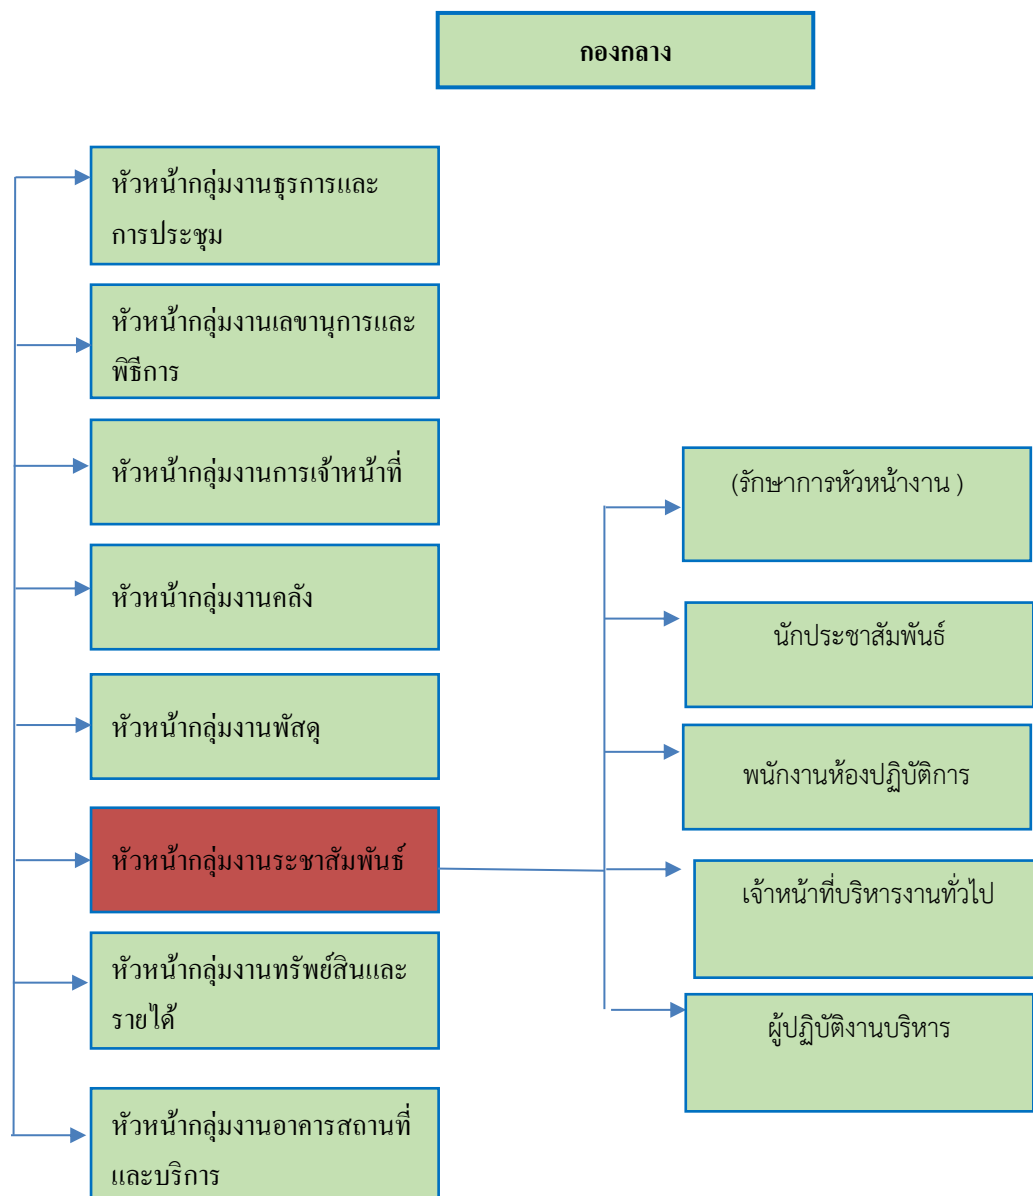 กองกลาง
หัวหน้ากลุ่มงานธุรการและ
การประชุม
หัวหน้ากลุ่มงานเลขานุการและ
พิธีการ
หัวหน้ากลุ่มงานการเจ้าหน้าที่
หัวหน้ากลุ่มงานคลัง
หัวหน้ากลุ่มงานพัสดุ
หัวหน้ากลุ่มงานระชาสัมพันธ์
หัวหน้ากลุ่มงานทรัพย์สินและ
รายได้
หัวหน้ากลุ่มงานอาคารสถานที่
และบริการ
(รักษาการหัวหน้างาน )
นักประชาสัมพันธ์
พนักงานห้องปฏิบัติการ
เจ้าหน้าที่บริหารงานทั่วไป
ผู้ปฏิบัติงานบริหาร